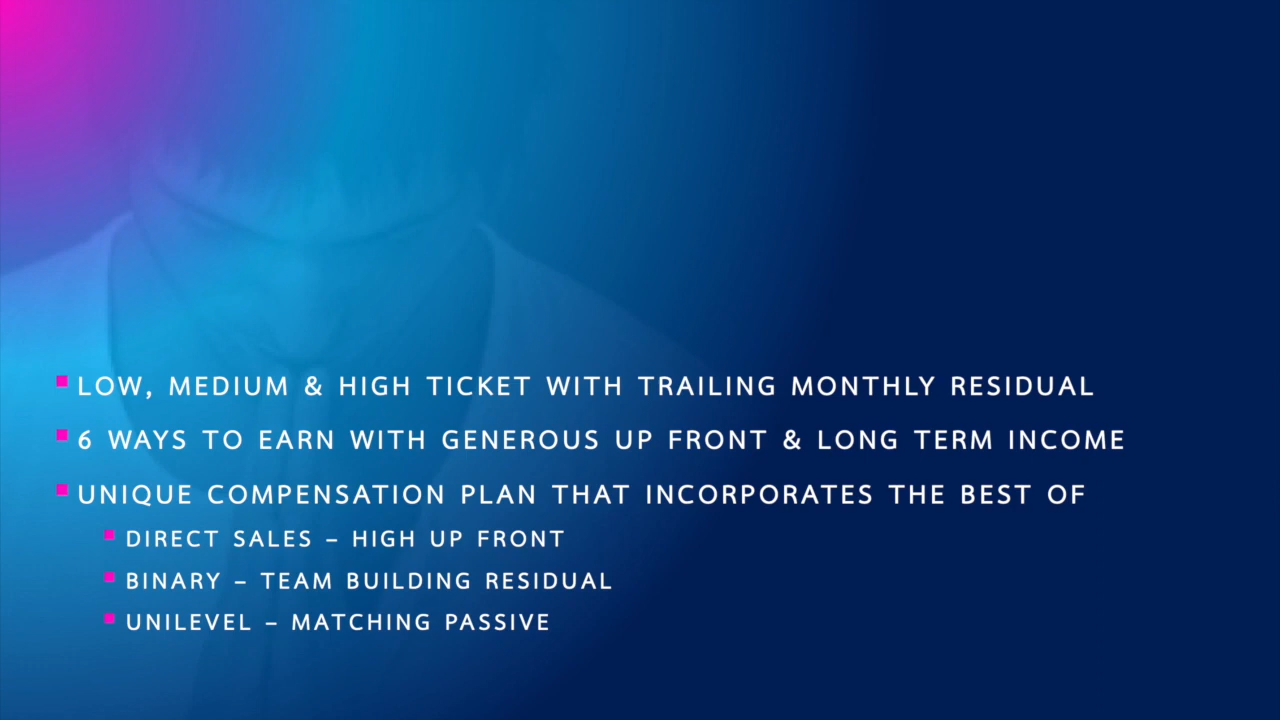 LOW, MEDIUM & HIGH TICKET WITH TRAILING MONTHLY RESIDUAL
6 WAYS TO EARN WITH GENEROUS UP FRONT & LONG TERM INCOME
UNIQUE COMPENSATION PLAN THAT INCORPORATES THE BEST OF
DIRECT SALES – HIGH UP FRONT
BINARY – TEAM BUILDING RESIDUAL
UNILEVEL – MATCHING PASSIVE